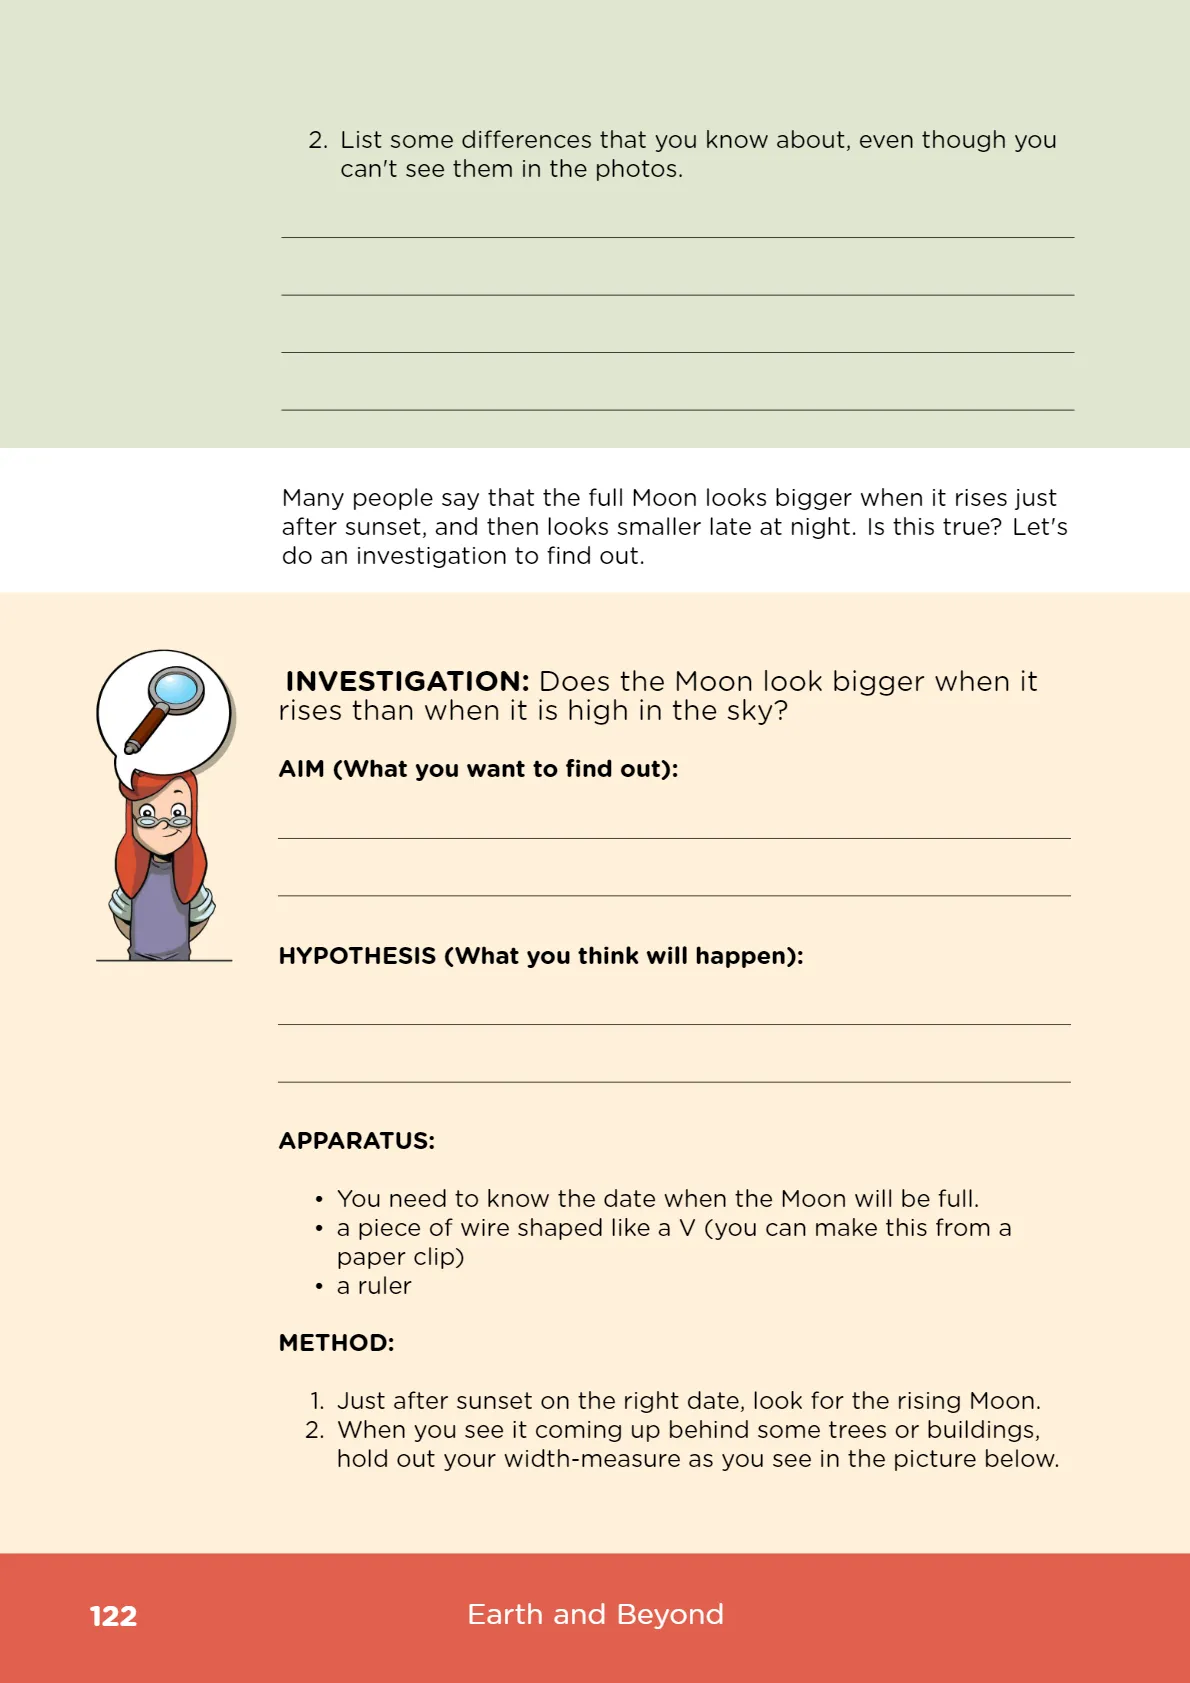 2. List some differences that you know about, even though you
can't see them in the photos.
Many people say that the full Moon looks bigger when it rises just
after sunset, and then looks smaller late at night. Is this true? Let's
do an investigation to find out.
INVESTIGATION: Does the Moon look bigger when it
rises than when it is high in the sky?
AIM (What you want to find out):
HYPOTHESIS (What you think will happen):
APPARATUS:
• You need to know the date when the Moon will be full.
• a piece of wire shaped like a V (you can make this from a
paper clip)
• a ruler
METHOD:
1. Just after sunset on the right date, look for the rising Moon.
2. When you see it coming up behind some trees or buildings,
hold out your width-measure as you see in the picture below.
122 Earth and Beyond